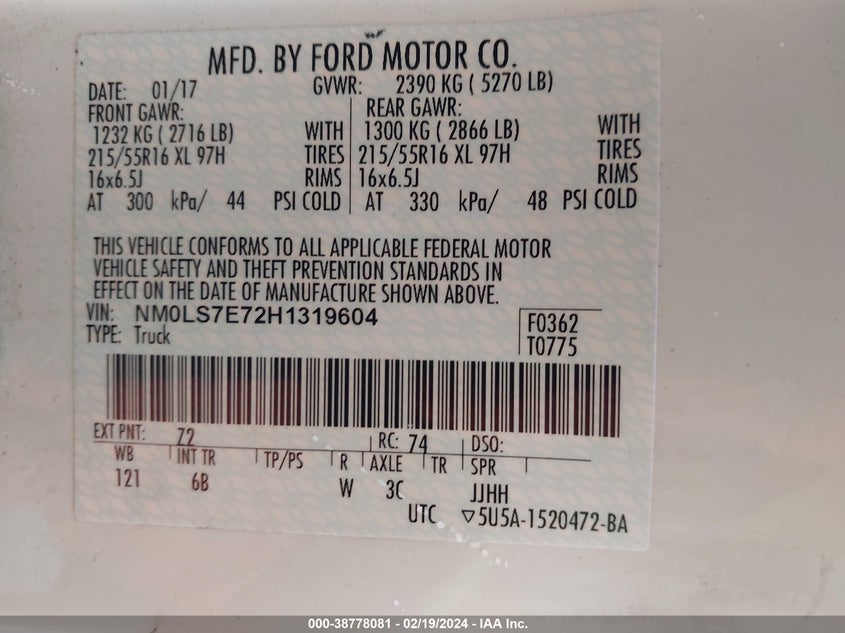 MFD. BY FORD MOTOR CO.
DATE: 01/17 GVWR: 2390 KG ( 5270 LB)
FRONT GAWR: REAR GAWR:
1232 KG ( 2716 LB) WITH 1300 KG ( 2866 LB) WITH
215/55R16 XL 97H TIRES 215/55R16 XL 97H TIRES
16x6.5J RIMS 16x6.5J RIMS
AT 300 kPa/ 44 PSI COLD AT 330 kPa/ 48 PSI COLD
THIS VEHICLE CONFORMS TO ALL APPLICABLE FEDERAL MOTOR
VEHICLE SAFETY AND THEFT PREVENTION STANDARDS IN
EFFECT ON THE DATE OF MANUFACTURE SHOWN ABOVE.
VIN: NM0LS7E72H1319604 F0362
TYPE: Truck T0775
EXT PNT: Z2 RC: 74 DSO:
WB INT TR TP/PS R AXLE TR SPR
121 6B W 3C JJHH
UTC ▽5U5A-1520472-BA
000-38778081 - 02/19/2024 - IAA Inc.